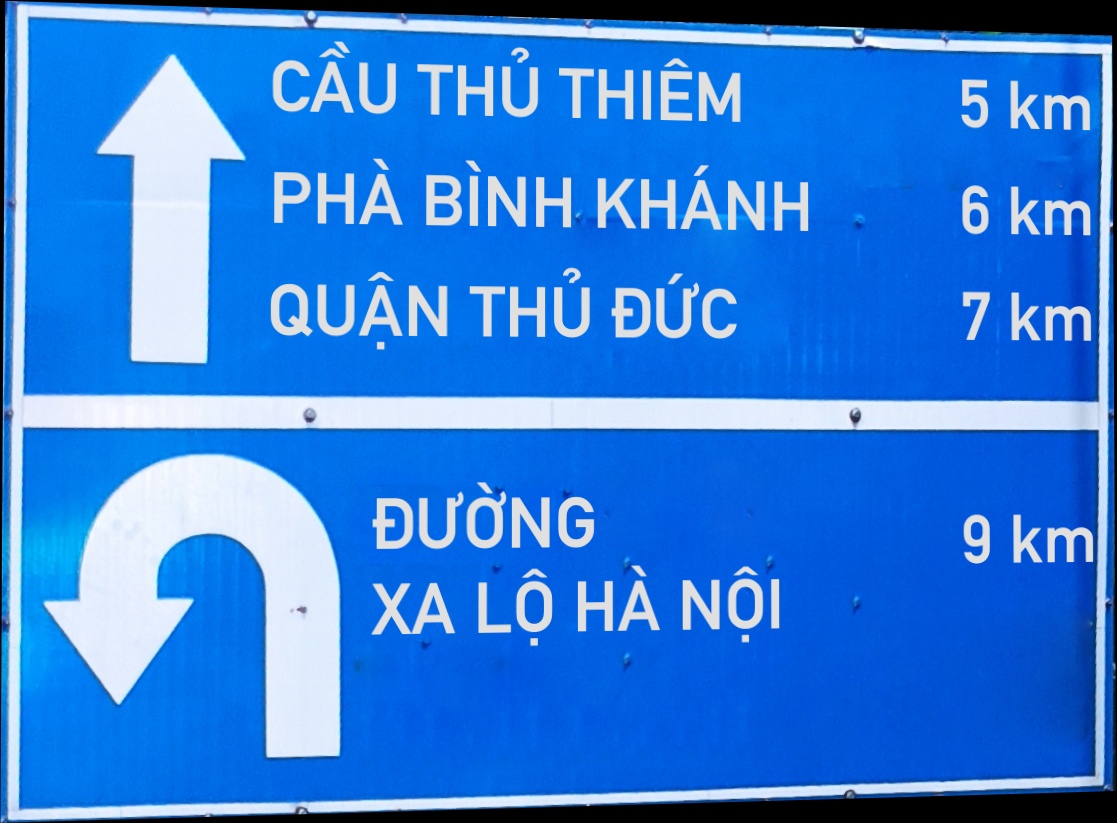 CẦU THỦ THIÊM 5 km
PHÀ BÌNH KHÁNH 6 km
QUẬN THỦ ĐỨC 7 km
ĐƯỜNG 9 km
XA LỘ HÀ NỘI